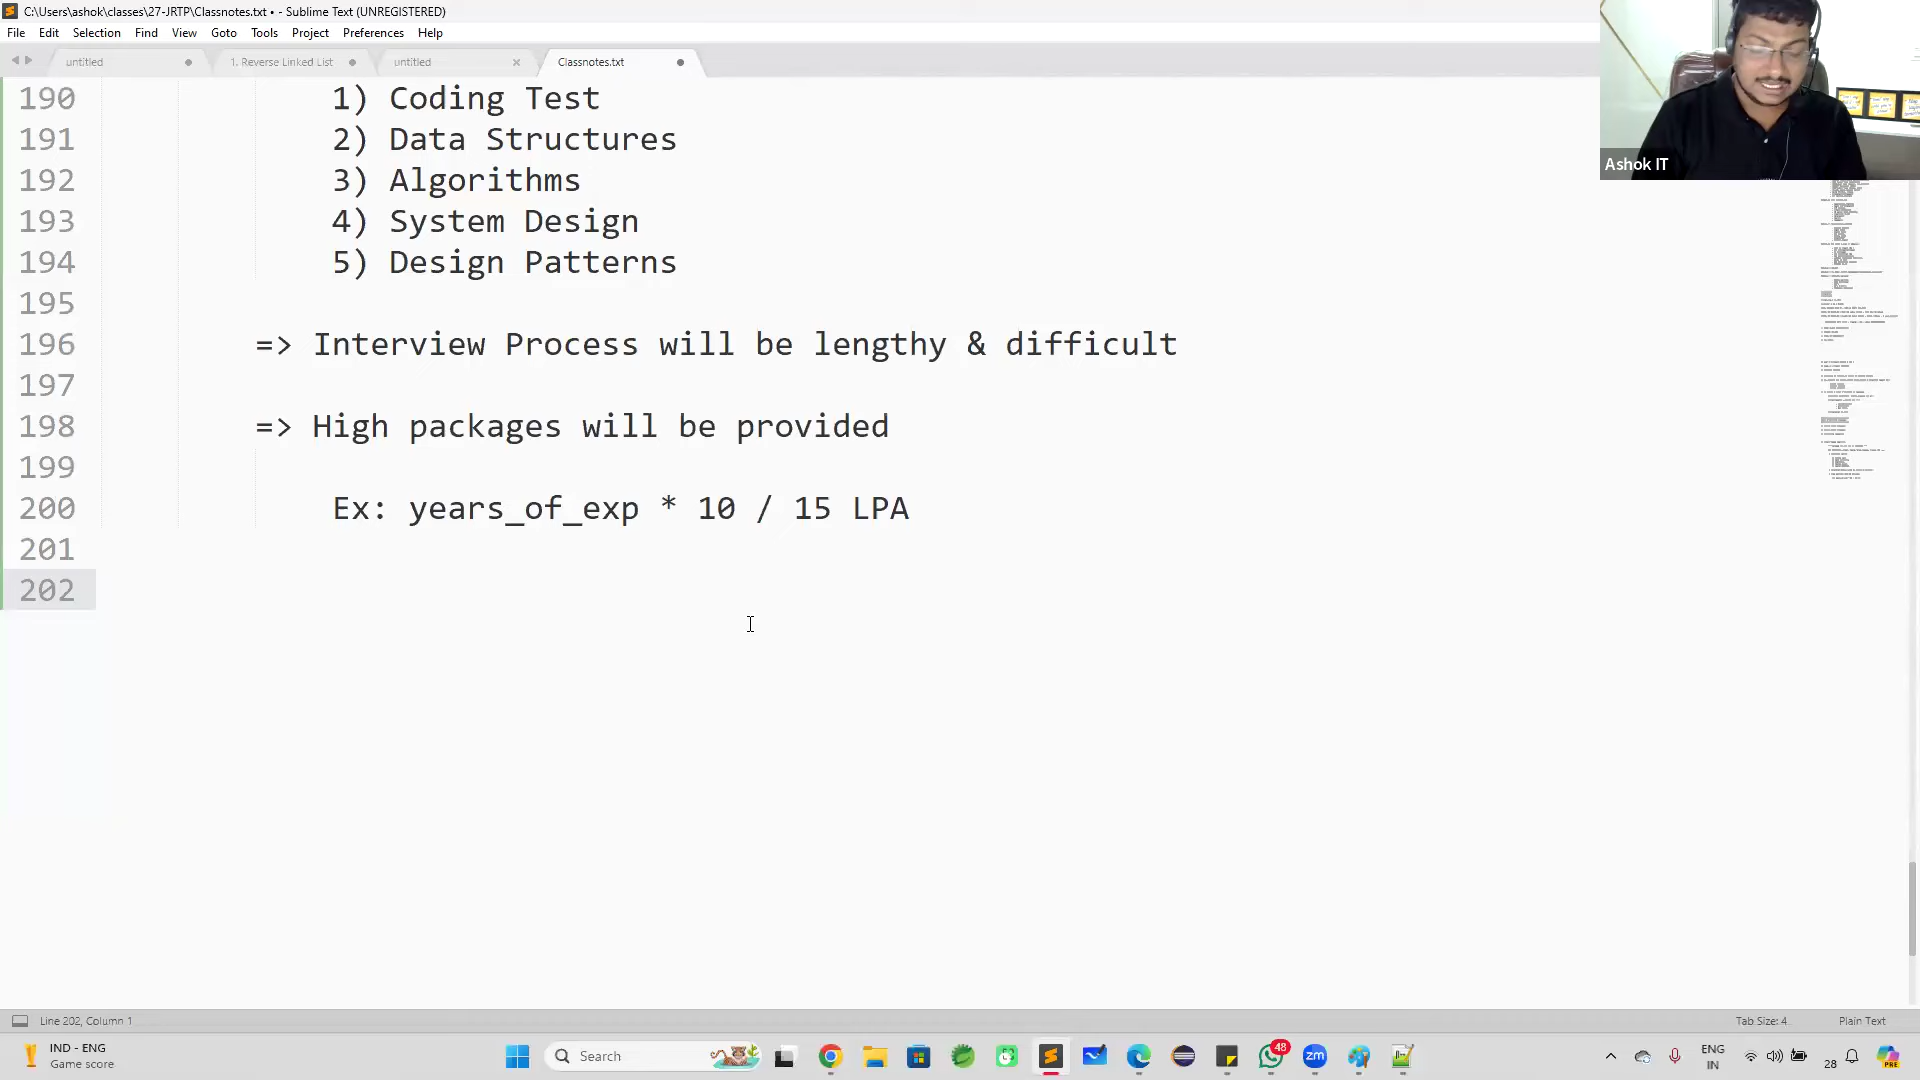 C:\Users\ashok\classes\27-JRTP\Classnotes.txt • - Sublime Text (UNREGISTERED)
File Edit Selection Find View Goto Tools Project Preferences Help
untitled 1. Reverse Linked List untitled Classnotes.txt
190 1) Coding Test
191 2) Data Structures
192 3) Algorithms
193 4) System Design
194 5) Design Patterns
195
196 => Interview Process will be lengthy & difficult
197
198 => High packages will be provided
199
200 Ex: years_of_exp * 10 / 15 LPA
201
202
Ashok IT
Line 202, Column 1 Tab Size: 4 Plain Text
IND - ENG
Game score
Search
48
zm
ENG
IN
28
PRE